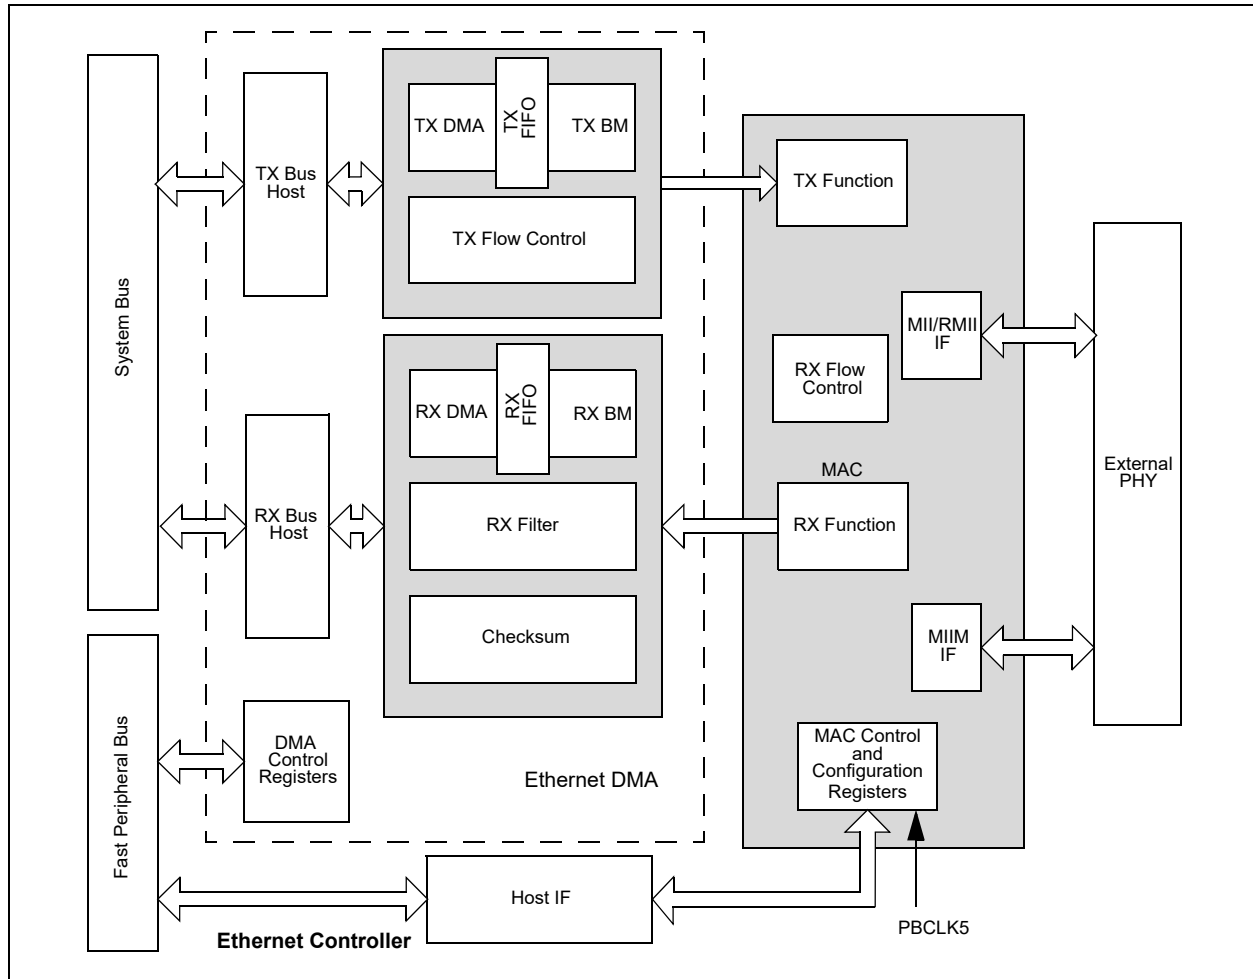 System Bus
Fast Peripheral Bus
TX Bus
Host
TX DMA
TX
FIFO
TX BM
TX Flow Control
RX Bus
Host
RX DMA
RX
FIFO
RX BM
RX Filter
Checksum
DMA
Control
Registers
Ethernet DMA
TX Function
MII/RMII
IF
RX Flow
Control
MAC
RX Function
MIIM
IF
MAC Control
and
Configuration
Registers
External
PHY
Host IF
PBCLK5
Ethernet Controller